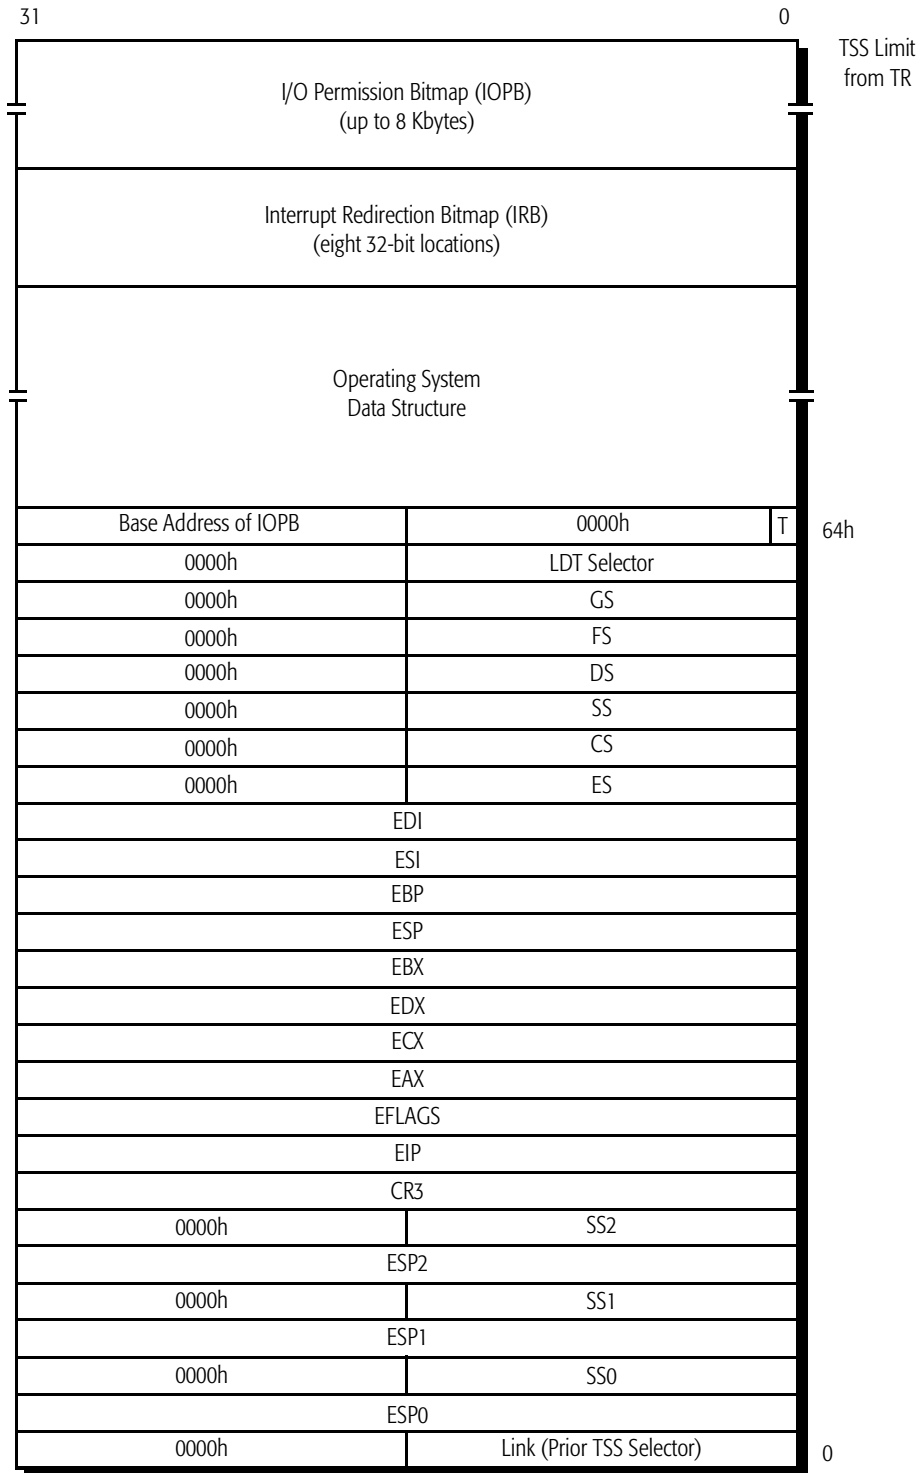 31 0
TSS Limit
from TR
I/O Permission Bitmap (IOPB)
(up to 8 Kbytes)
Interrupt Redirection Bitmap (IRB)
(eight 32-bit locations)
Operating System
Data Structure
Base Address of IOPB 0000h T 64h
0000h LDT Selector
0000h GS
0000h FS
0000h DS
0000h SS
0000h CS
0000h ES
EDI
ESI
EBP
ESP
EBX
EDX
ECX
EAX
EFLAGS
EIP
CR3
0000h SS2
ESP2
0000h SS1
ESP1
0000h SS0
ESP0
0000h Link (Prior TSS Selector) 0